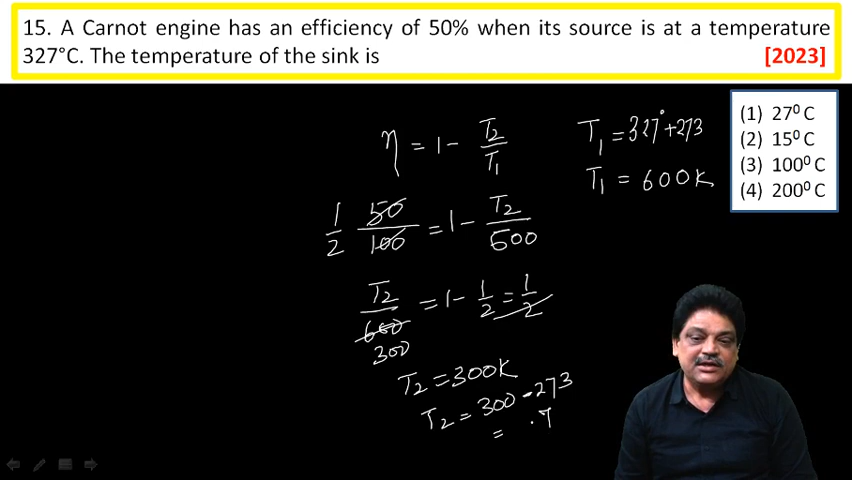 15. A Carnot engine has an efficiency of 50% when its source is at a temperature
327°C. The temperature of the sink is [2023]
(1) 27⁰ C
(2) 15⁰ C
(3) 100⁰ C
(4) 200⁰ C
η = 1 - T₂/T₁
T₁ = 327° + 273
T₁ = 600 K
1/2 50/100 = 1 - T₂/600
T₂/600 = 1 - 1/2 = 1/2
300
T₂ = 300K
T₂ = 300 - 273
= .7